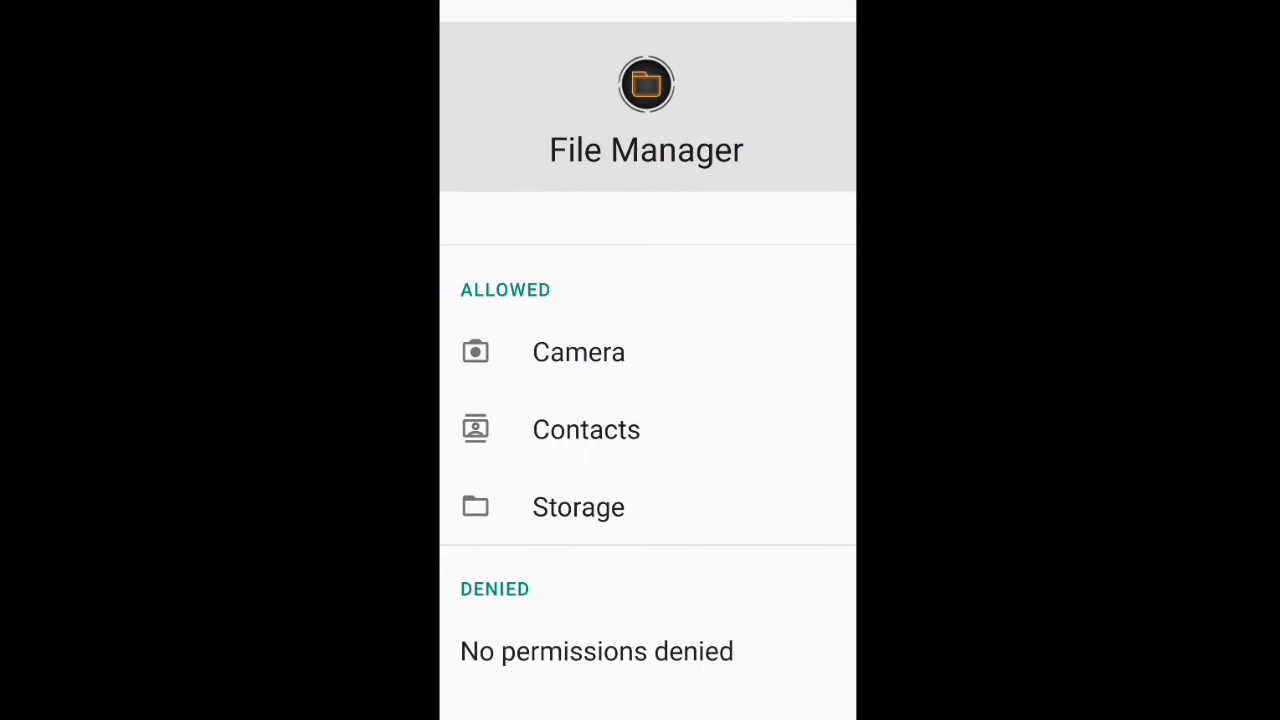 File Manager
ALLOWED
Camera
Contacts
Storage
DENIED
No permissions denied